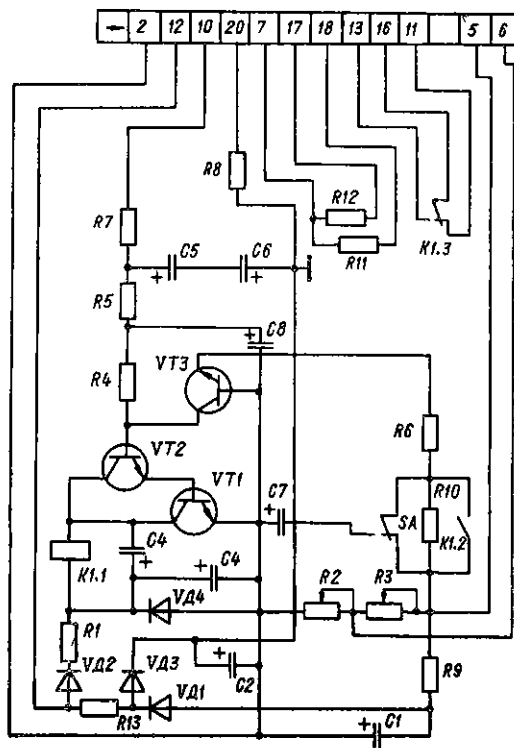 2 12 10 20 7 17 18 13 16 11 5 6
R8
R7
R12
R11
K1.3
C5 C6
+ +
R5
+
C8
R4
VT3
R6
VT2
VT1
C7
+
R10
SA
K1.2
C4
+
K1.1
C4
+
R2 R3
VД4
R1
VД2
VД3
+
C2
R9
VД1
R13
+
C1